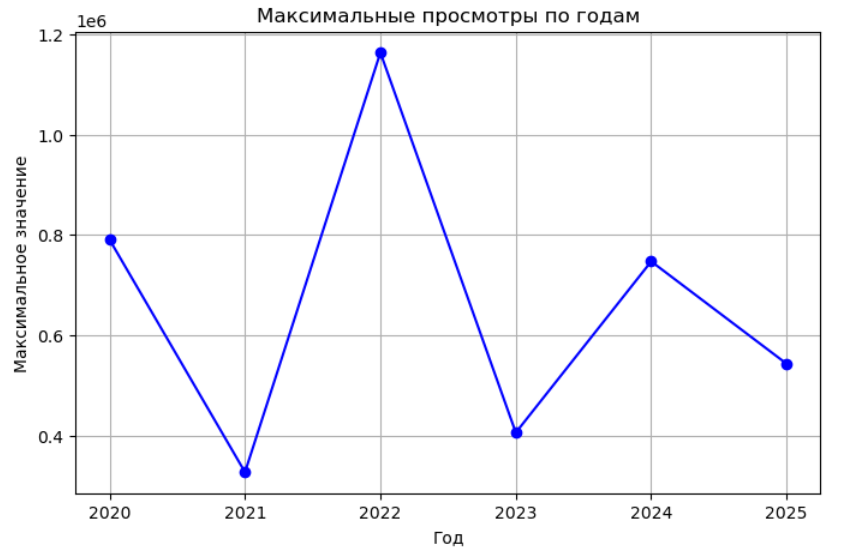 Максимальные просмотры по годам
1e6
1.2
1.0
0.8
0.6
0.4
Максимальное значение
2020 2021 2022 2023 2024 2025
Год